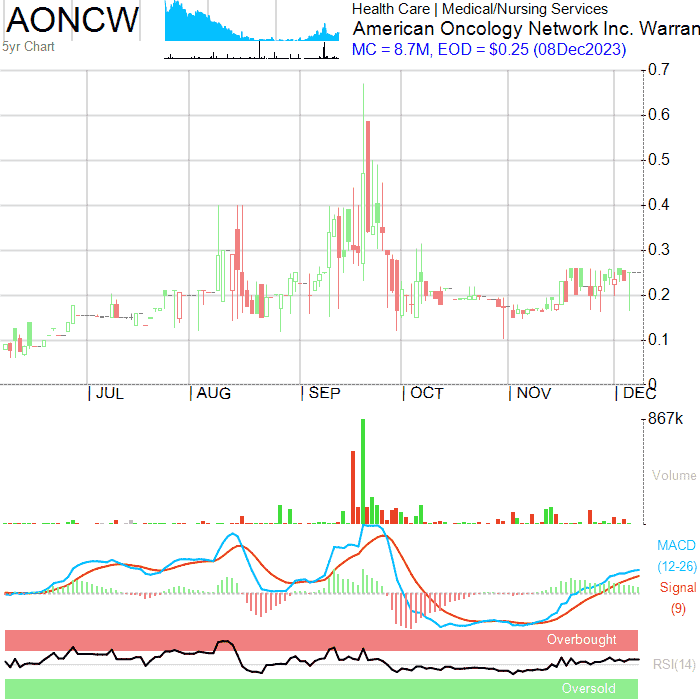 AONCW
5yr Chart
Health Care | Medical/Nursing Services
American Oncology Network Inc. Warran
MC = 8.7M, EOD = $0.25 (08Dec2023)
0.7
0.6
0.5
0.4
0.3
0.2
0.1
0
| JUL | AUG | SEP | OCT | NOV | DEC
867k
Volume
MACD
(12-26)
Signal
(9)
Overbought
RSI(14)
Oversold